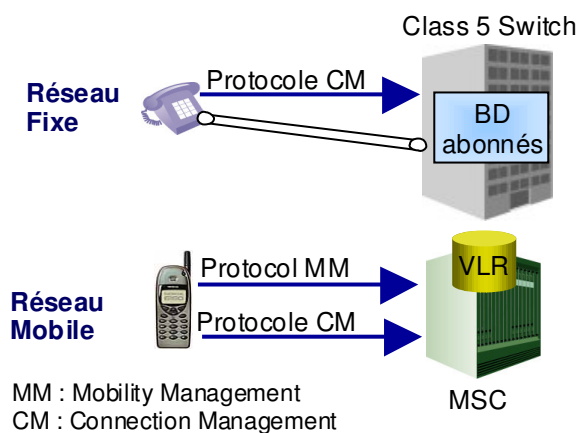 Class 5 Switch
Protocole CM
Réseau
Fixe
BD
abonnés
Protocol MM
VLR
Réseau
Mobile
Protocole CM
MSC
MM : Mobility Management
CM : Connection Management